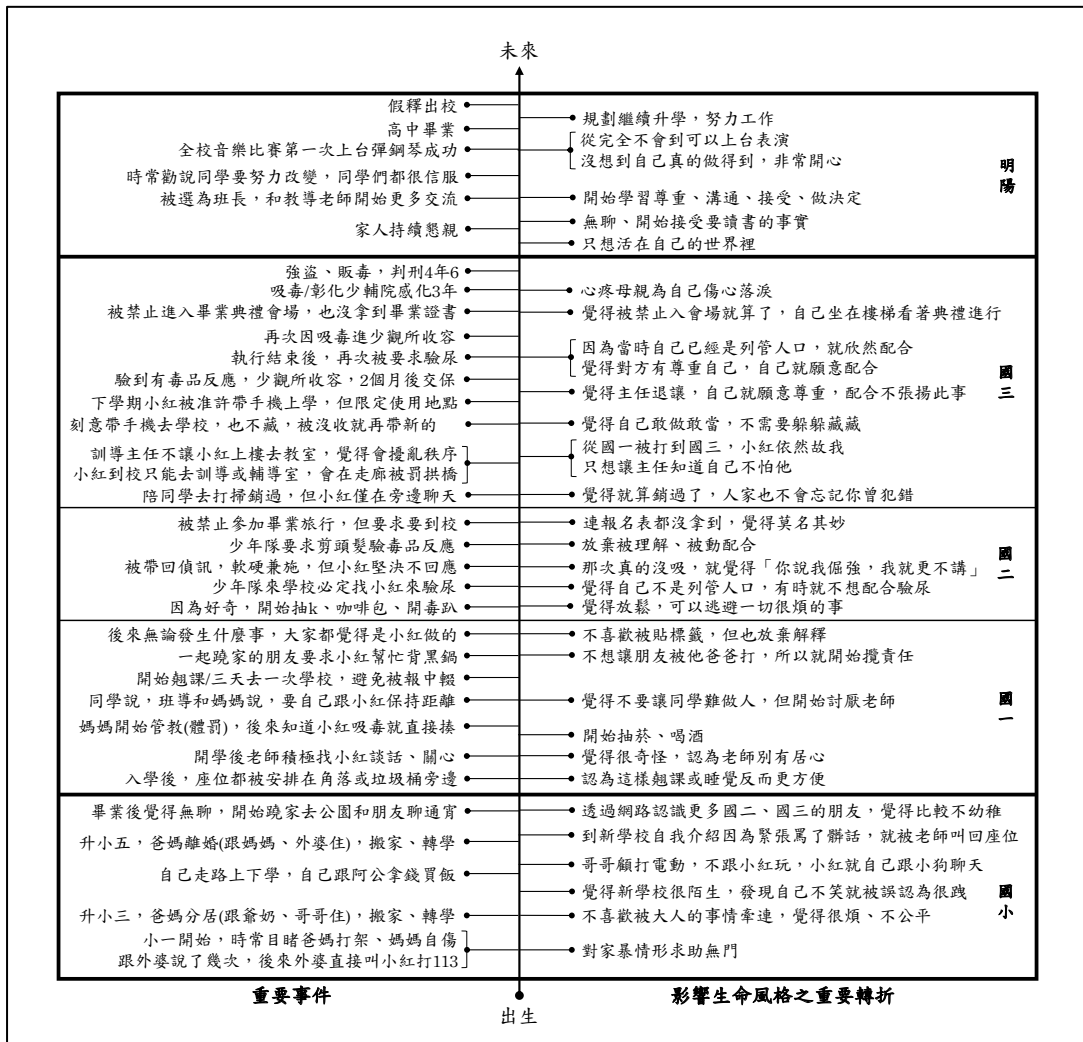 未來
假釋出校
規劃繼續升學，努力工作
高中畢業
從完全不會到可以上台表演
全校音樂比賽第一次上台彈鋼琴成功
沒想到自己真的做得到，非常開心
時常勸說同學要努力改變，同學們都很信服
被選為班長，和教導老師開始更多交流
開始學習尊重、溝通、接受、做決定
無聊、開始接受要讀書的事實
家人持續懇親
只想活在自己的世界裡
明陽
強盜、販毒，判刑4年6
吸毒/彰化少輔院感化3年
心疼母親為自己傷心落淚
被禁止進入畢業典禮會場，也沒拿到畢業證書
覺得被禁止入會場就算了，自己坐在樓梯看著典禮進行
再次因吸毒進少觀所收容
因為當時自己已經是列管人口，就欣然配合
執行結束後，再次被要求驗尿
覺得對方有尊重自己，自己就願意配合
驗到有毒品反應，少觀所收容，2個月後交保
覺得主任退讓，自己就願意尊重，配合不張揚此事
下學期小紅被准許帶手機上學，但限定使用地點
刻意帶手機去學校，也不藏，被沒收就再帶新的
覺得自己敢做敢當，不需要躲躲藏藏
訓導主任不讓小紅上樓去教室，覺得會擾亂秩序
從國一被打到國三，小紅依然故我
小紅到校只能去訓導或輔導室，會在走廊被罰拱橋
只想讓主任知道自己不怕他
陪同學去打掃銷過，但小紅僅在旁邊聊天
覺得就算銷過了，人家也不會忘記你曾犯錯
國三
被禁止參加畢業旅行，但要求要到校
連報名表都沒拿到，覺得莫名其妙
少年隊要求剪頭髮驗毒品反應
放棄被理解、被動配合
被帶回偵訊，軟硬兼施，但小紅堅決不回應
那次真的沒吸，就覺得「你說我倔強，我就更不講」
少年隊來學校必定找小紅來驗尿
覺得自己不是列管人口，有時就不想配合驗尿
因為好奇，開始抽k、咖啡包、開毒趴
覺得放鬆，可以逃避一切很煩的事
國二
後來無論發生什麼事，大家都覺得是小紅做的
不喜歡被貼標籤，但也放棄解釋
一起蹺家的朋友要求小紅幫忙背黑鍋
不想讓朋友被他爸爸打，所以就開始攬責任
開始翹課/三天去一次學校，避免被報中輟
同學說，班導和媽媽說，要自己跟小紅保持距離
覺得不要讓同學難做人，但開始討厭老師
媽媽開始管教(體罰)，後來知道小紅吸毒就直接揍
開始抽菸、喝酒
開學後老師積極找小紅談話、關心
覺得很奇怪，認為老師別有居心
入學後，座位都被安排在角落或垃圾桶旁邊
認為這樣翹課或睡覺反而更方便
國一
畢業後覺得無聊，開始蹺家去公園和朋友聊通宵
透過網路認識更多國二、國三的朋友，覺得比較不幼稚
升小五，爸媽離婚(跟媽媽、外婆住)，搬家、轉學
到新學校自我介紹因為緊張罵了髒話，就被老師叫回座位
哥哥顧打電動，不跟小紅玩，小紅就自己跟小狗聊天
自己走路上下學，自己跟阿公拿錢買飯
覺得新學校很陌生，發現自己不笑就被誤認為很跩
升小三，爸媽分居(跟爺奶、哥哥住)，搬家、轉學
不喜歡被大人的事情牽連，覺得很煩、不公平
小一開始，時常目睹爸媽打架、媽媽自傷
對家暴情形求助無門
跟外婆說了幾次，後來外婆直接叫小紅打113
國小
重要事件
影響生命風格之重要轉折
出生